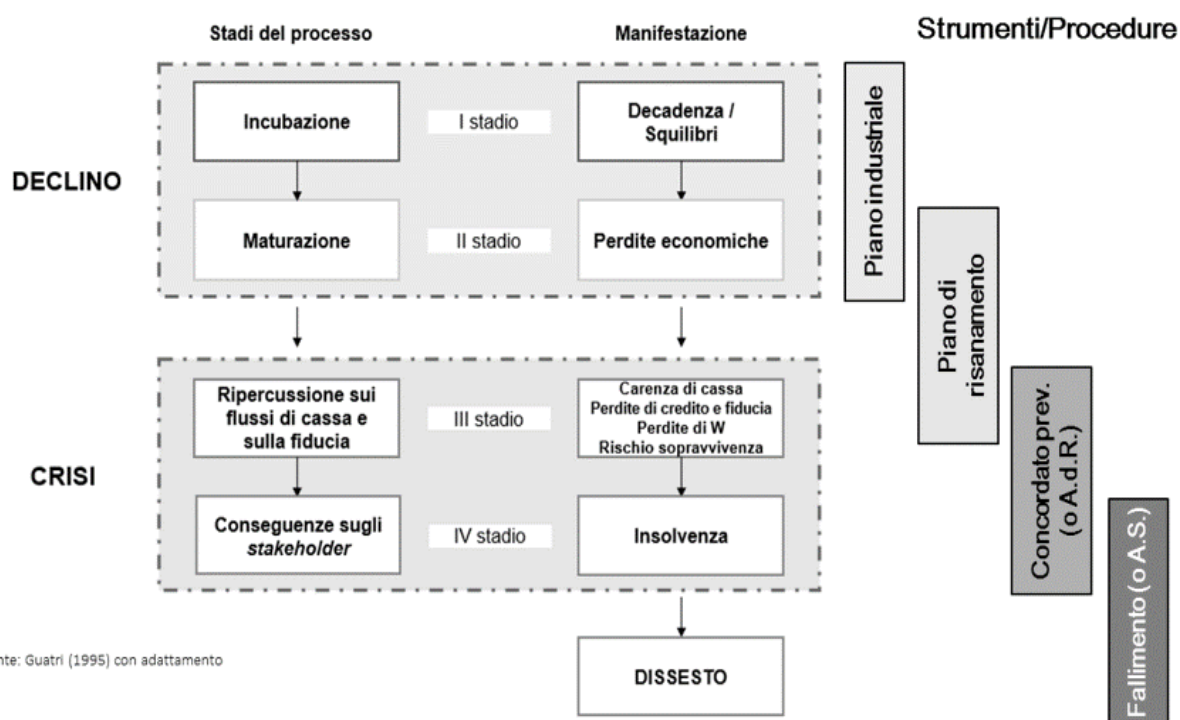 Stadi del processo
Manifestazione
Strumenti/Procedure
DECLINO
Incubazione
I stadio
Decadenza /
Squilibri
Maturazione
II stadio
Perdite economiche
CRISI
Ripercussione sui
flussi di cassa e
sulla fiducia
III stadio
Carenza di cassa
Perdite di credito e fiducia
Perdite di W
Rischio sopravvivenza
Conseguenze sugli
stakeholder
IV stadio
Insolvenza
DISSESTO
Piano industriale
Piano di
risanamento
Concordato prev.
(o A.d.R.)
Fallimento (o A.S.)
nte: Guatri (1995) con adattamento